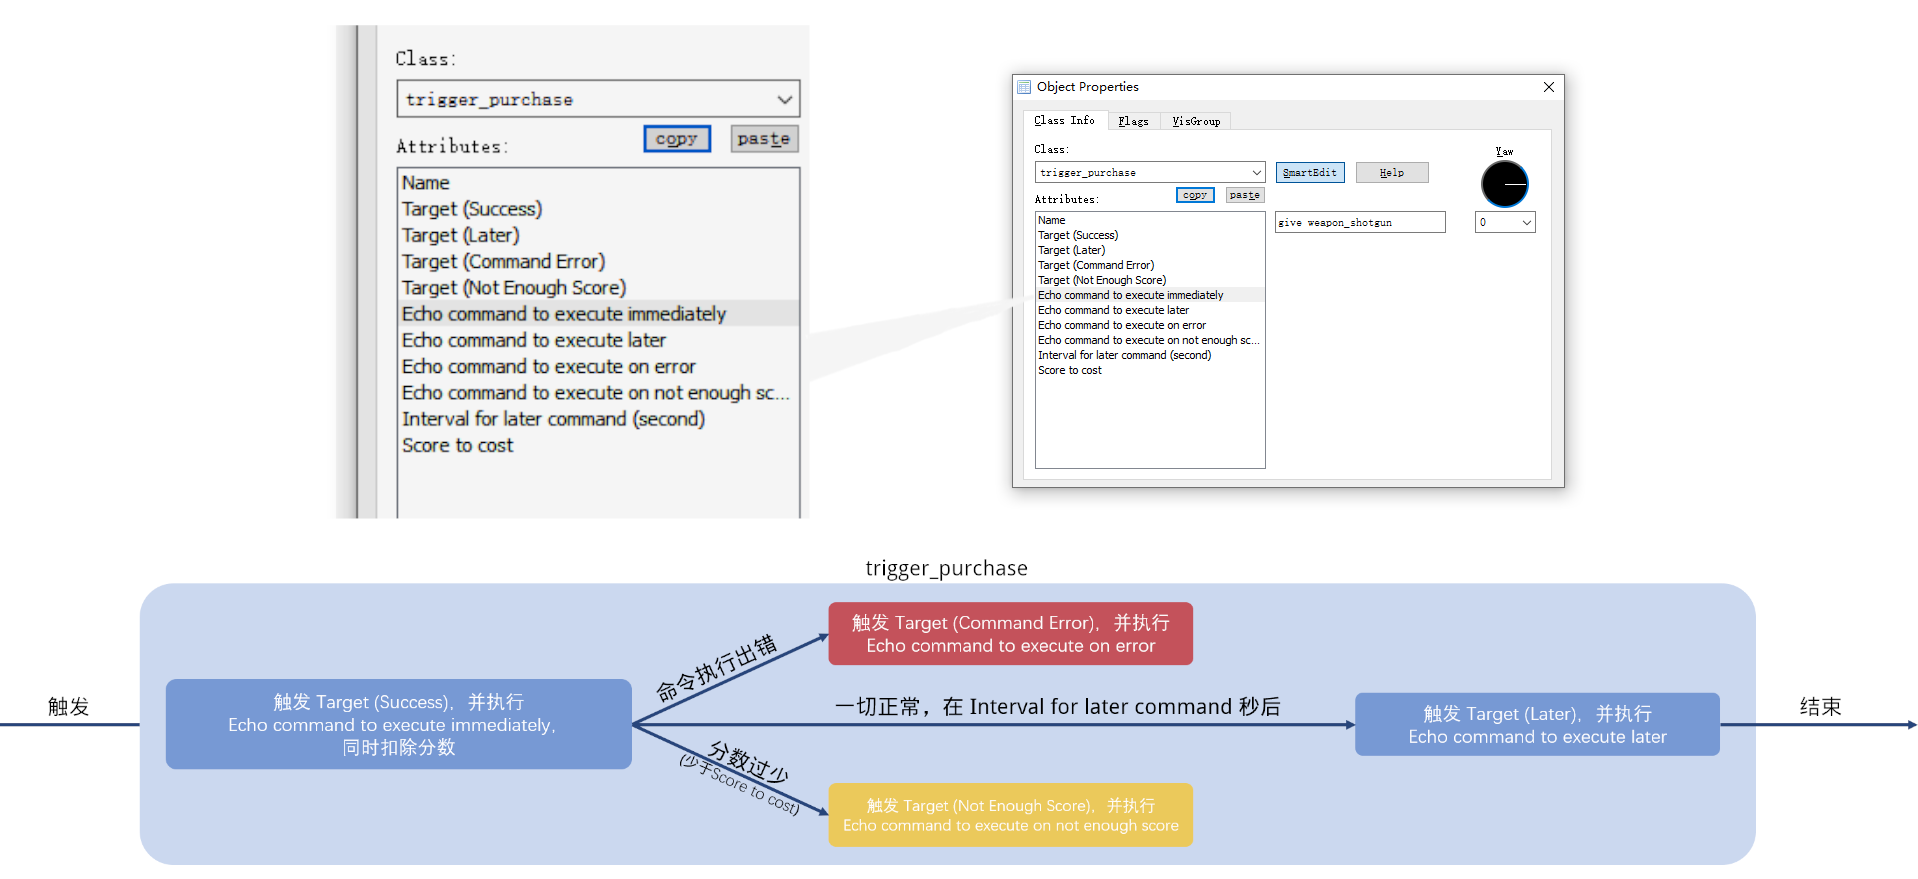 Class:
trigger_purchase
copy
paste
Attributes:
Name
Target (Success)
Target (Later)
Target (Command Error)
Target (Not Enough Score)
Echo command to execute immediately
Echo command to execute later
Echo command to execute on error
Echo command to execute on not enough sc...
Interval for later command (second)
Score to cost
Object Properties
Class Info
Flags
VisGroup
Class:
trigger_purchase
SmartEdit
Help
Yaw
copy
paste
Attributes:
give weapon_shotgun
0
Name
Target (Success)
Target (Later)
Target (Command Error)
Target (Not Enough Score)
Echo command to execute immediately
Echo command to execute later
Echo command to execute on error
Echo command to execute on not enough sc...
Interval for later command (second)
Score to cost
trigger_purchase
触发
触发 Target (Success)，并执行
Echo command to execute immediately,
同时扣除分数
命令执行出错
触发 Target (Command Error)，并执行
Echo command to execute on error
一切正常，在 Interval for later command 秒后
触发 Target (Later)，并执行
Echo command to execute later
结束
分数过少
(少于Score to cost)
触发 Target (Not Enough Score)，并执行
Echo command to execute on not enough score